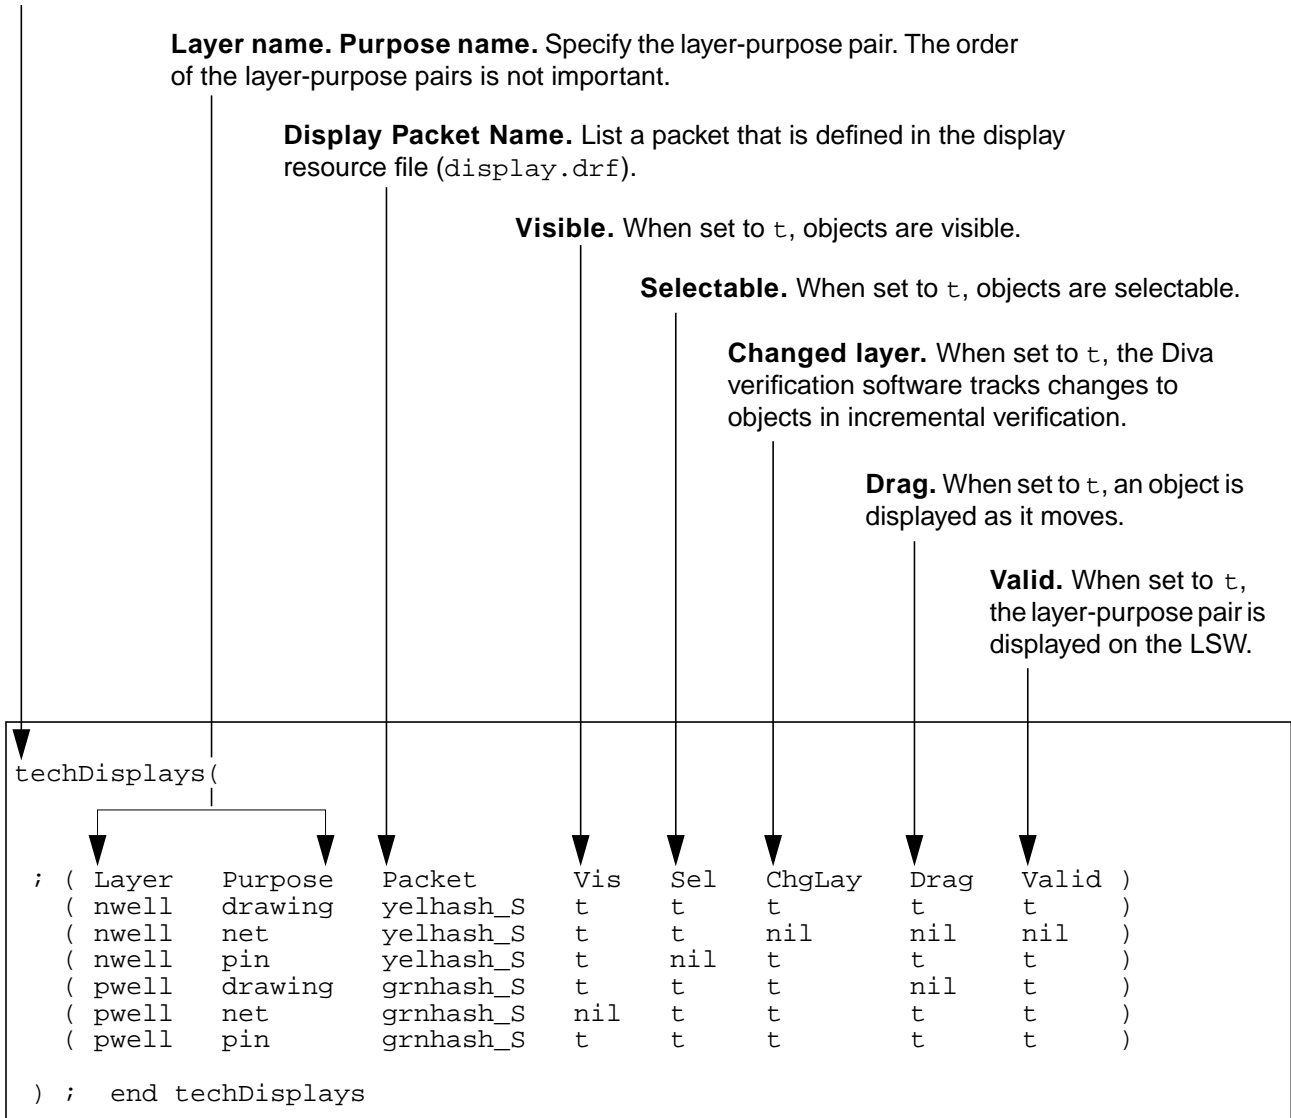 Layer name. Purpose name. Specify the layer-purpose pair. The order
of the layer-purpose pairs is not important.
Display Packet Name. List a packet that is defined in the display
resource file (display.drf).
Visible. When set to t, objects are visible.
Selectable. When set to t, objects are selectable.
Changed layer. When set to t, the Diva
verification software tracks changes to
objects in incremental verification.
Drag. When set to t, an object is
displayed as it moves.
Valid. When set to t,
the layer-purpose pair is
displayed on the LSW.
techDisplays(
; ( Layer Purpose Packet Vis Sel ChgLay Drag Valid )
( nwell drawing yelhash_S t t t t t )
( nwell net yelhash_S t t nil nil nil )
( nwell pin yelhash_S t nil t t t )
( pwell drawing grnhash_S t t t nil t )
( pwell net grnhash_S nil t t t t )
( pwell pin grnhash_S t t t t t )
) ; end techDisplays